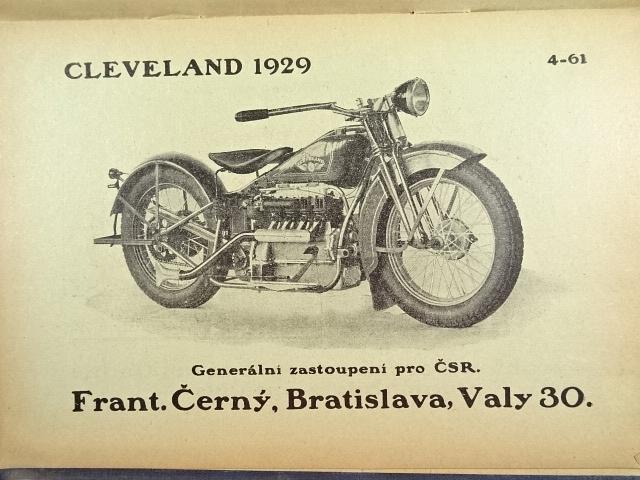 CLEVELAND 1929
4-61
Generální zastoupení pro ČSR.
Frant. Černý, Bratislava, Valy 30.